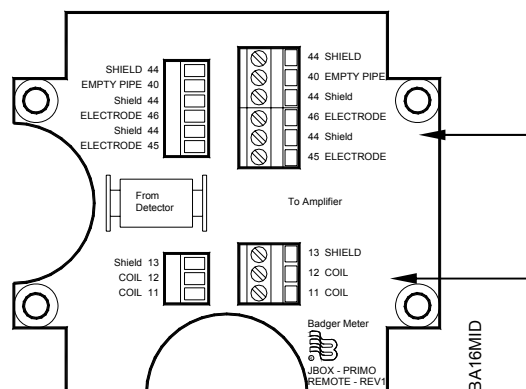 SHIELD 44
EMPTY PIPE 40
Shield 44
ELECTRODE 46
Shield 44
ELECTRODE 45
44 SHIELD
40 EMPTY PIPE
44 Shield
46 ELECTRODE
44 Shield
45 ELECTRODE
From
Detector
To Amplifier
Shield 13
COIL 12
COIL 11
13 SHIELD
12 COIL
11 COIL
Badger Meter
JBOX - PRIMO
REMOTE - REV1
BA16MID